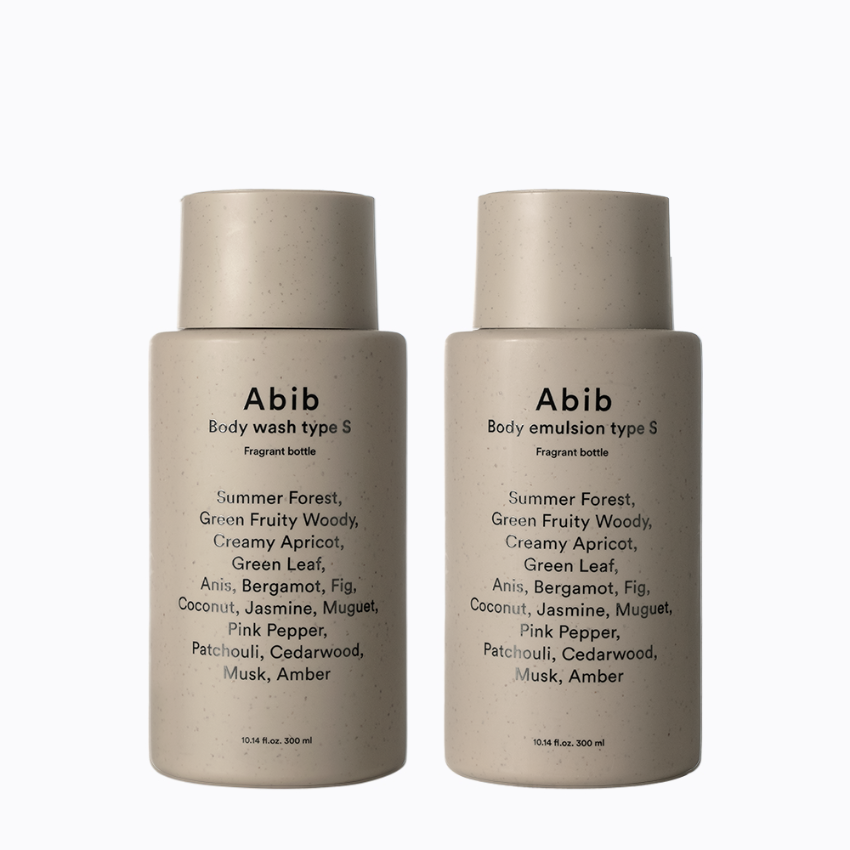 Abib
Body wash type S
Fragrant bottle
Summer Forest,
Green Fruity Woody,
Creamy Apricot,
Green Leaf,
Anis, Bergamot, Fig,
Coconut, Jasmine, Muguet,
Pink Pepper,
Patchouli, Cedarwood,
Musk, Amber
10.14 fl.oz. 300 ml
Abib
Body emulsion type S
Fragrant bottle
Summer Forest,
Green Fruity Woody,
Creamy Apricot,
Green Leaf,
Anis, Bergamot, Fig,
Coconut, Jasmine, Muguet,
Pink Pepper,
Patchouli, Cedarwood,
Musk, Amber
10.14 fl.oz. 300 ml